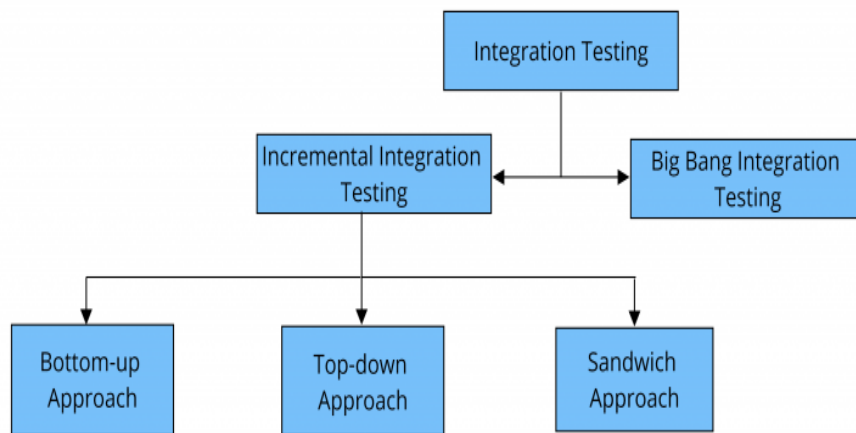 Integration Testing
Incremental Integration
Testing
Big Bang Integration
Testing
Bottom-up
Approach
Top-down
Approach
Sandwich
Approach